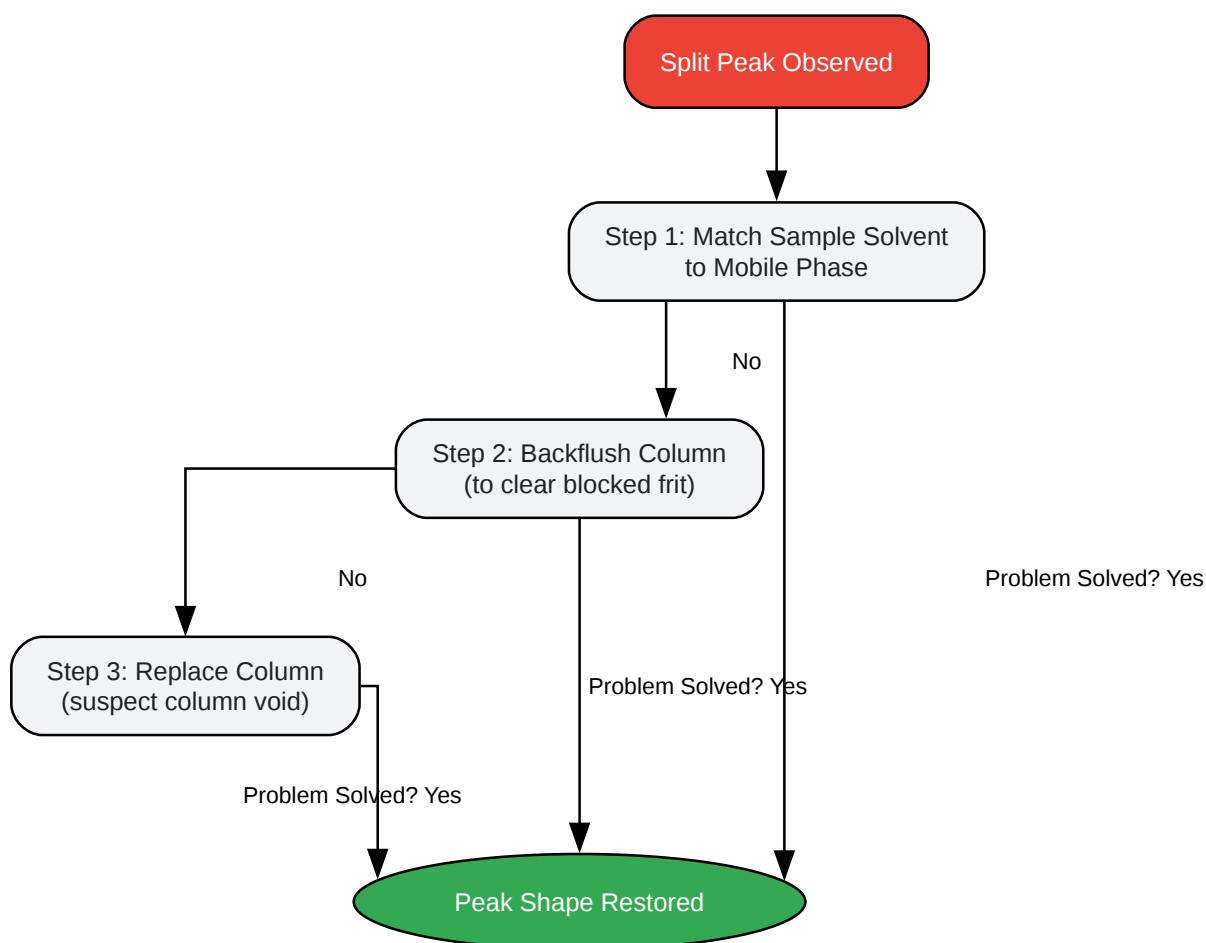 Split Peak Observed
Step 1: Match Sample Solvent
to Mobile Phase
No
Step 2: Backflush Column
(to clear blocked frit)
No
Problem Solved? Yes
Step 3: Replace Column
(suspect column void)
Problem Solved? Yes
Problem Solved? Yes
Peak Shape Restored